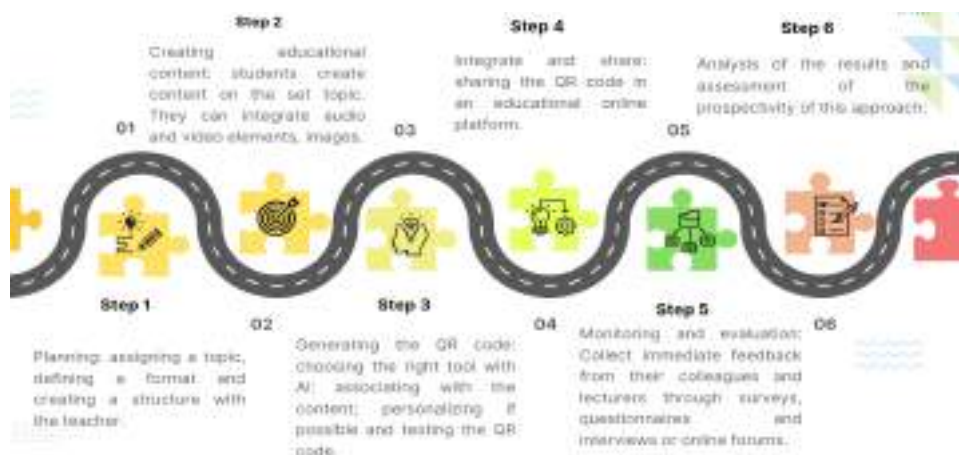 Step 2
Creating educational
content: students create
content on the set topic.
They can integrate audio
and video elements, images.
Step 4
Integrate and share:
sharing the QR code in
an educational online
platform.
Step 6
Analysis of the results and
assessment of the
prospectivity of this approach.
01
03
05
Step 1
Planning: assigning a topic,
defining a format and
creating a structure with
the teacher.
02
Step 3
Generating the QR code:
choosing the right tool with
AI; associating with the
content; personalizing if
possible and testing the QR
code.
04
Step 5
Monitoring and evaluation:
Collect immediate feedback
from their colleagues and
lecturers through surveys,
questionnaires and
interviews or online forums.
06